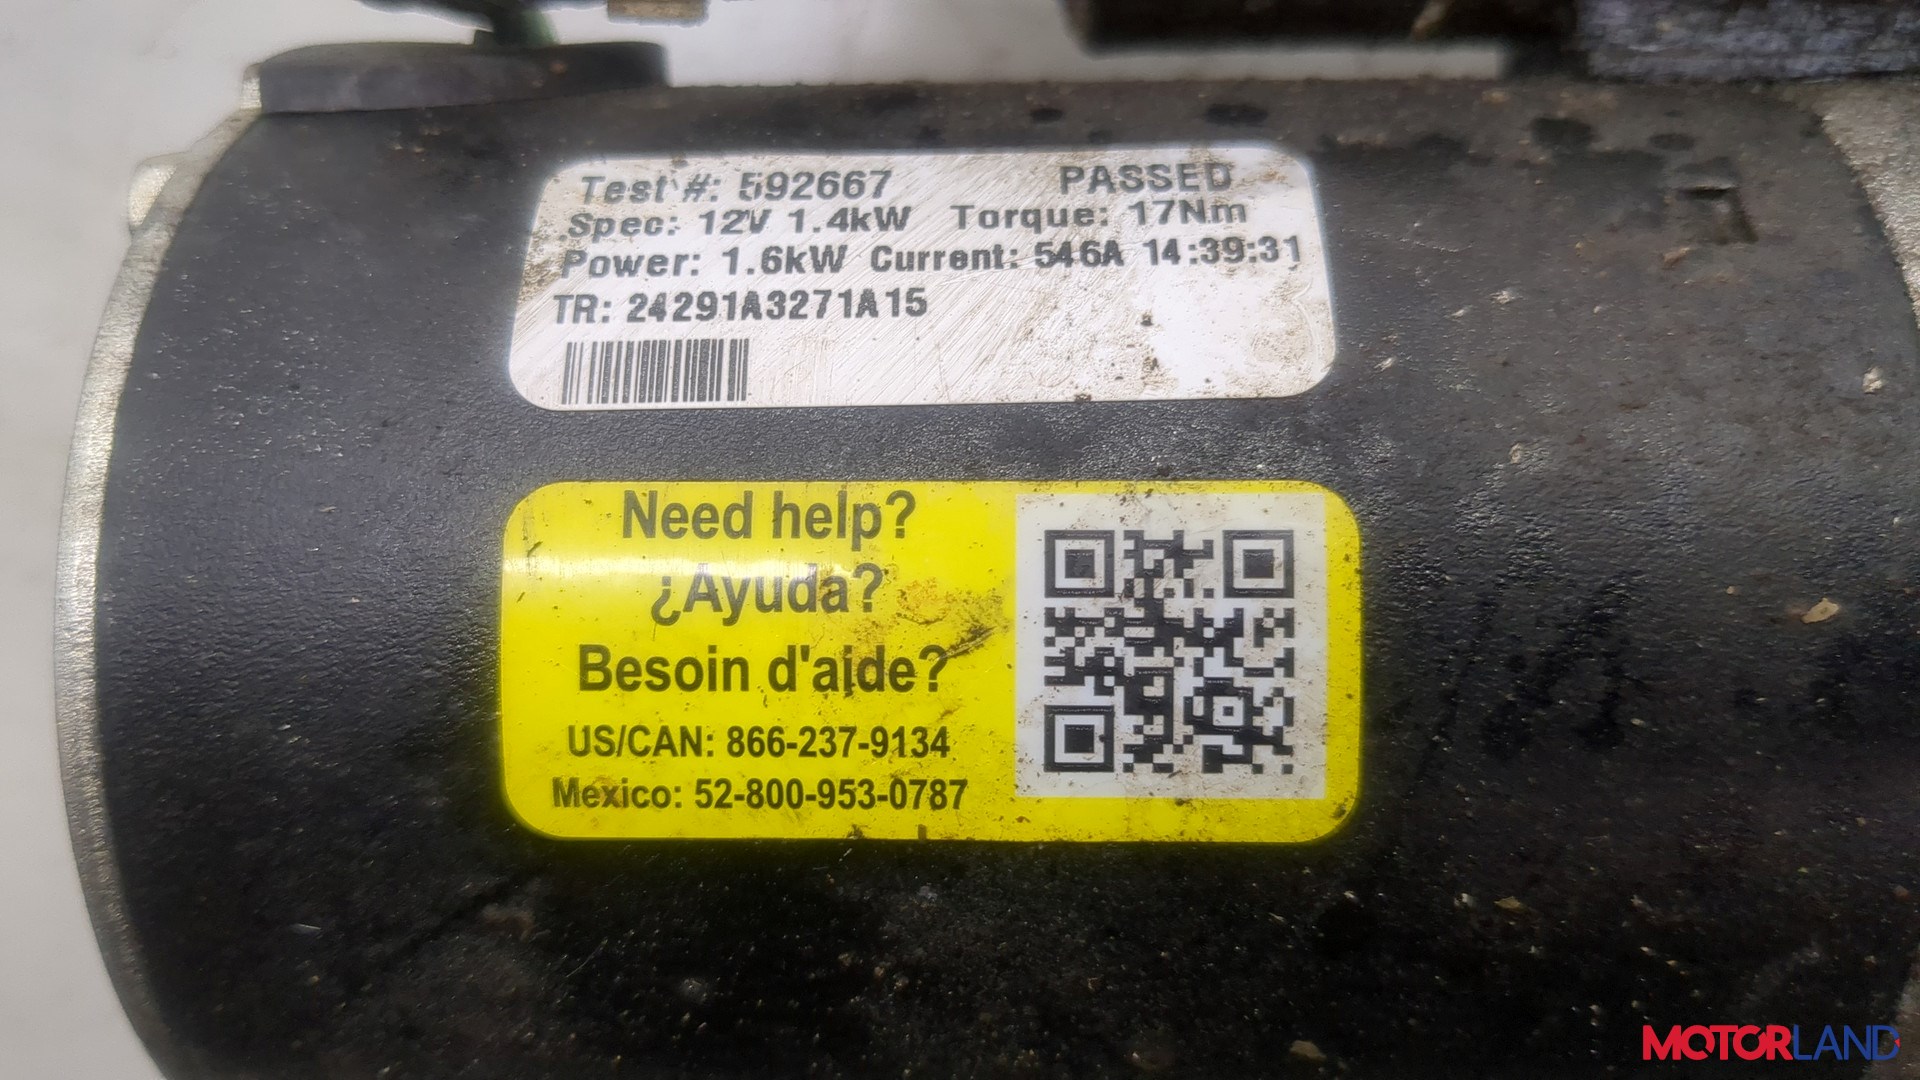 Test #: 592667 PASSED
Spec: 12V 1.4kW Torque: 17Nm
Power: 1.6kW Current: 546A 14:39:31
TR: 24291A3271A15
Need help?
¿Ayuda?
Besoin d'aide?
US/CAN: 866-237-9134
Mexico: 52-800-953-0787
MOTORLAND